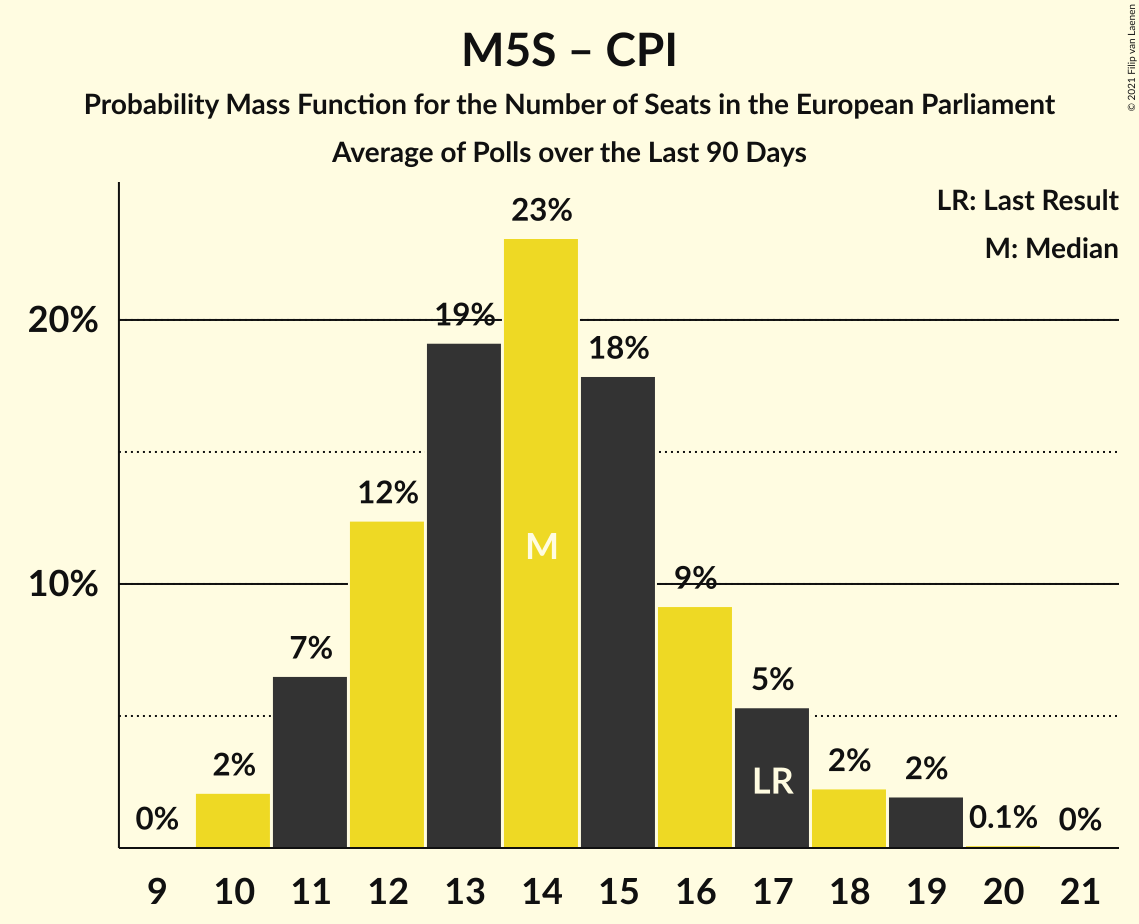 M5S – CPI
Probability Mass Function for the Number of Seats in the European Parliament
Average of Polls over the Last 90 Days
© 2021 Filip van Laenen
LR: Last Result
M: Median
20%
10%
0%
2%
7%
12%
19%
23%
18%
9%
5%
2%
2%
0.1%
0%
M
LR
9 10 11 12 13 14 15 16 17 18 19 20 21